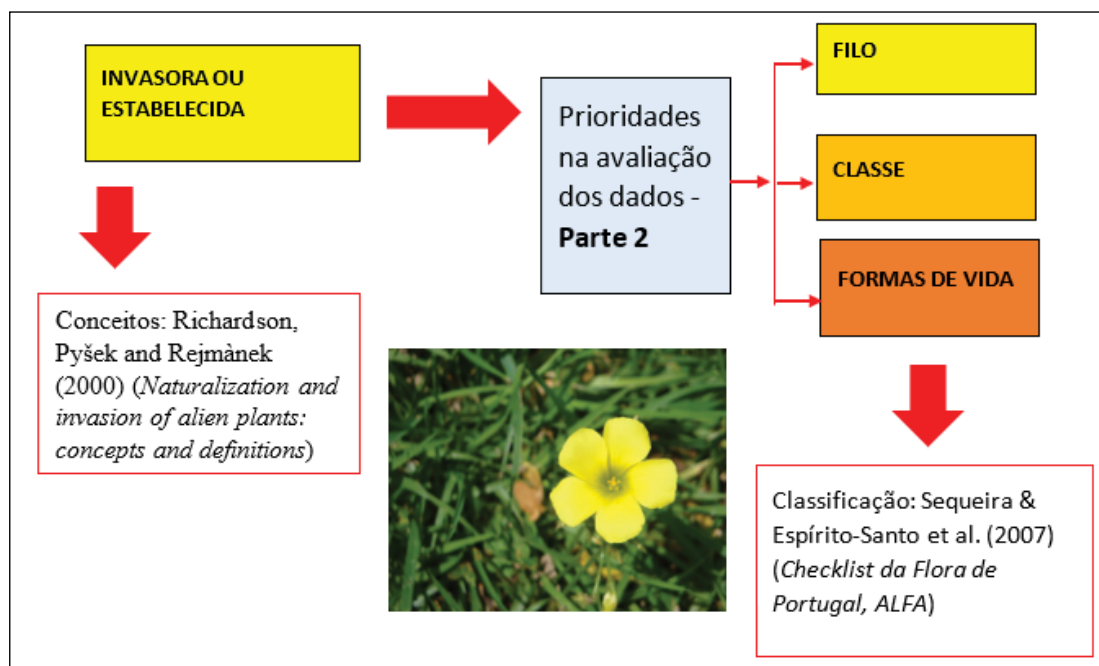 INVASORA OU
ESTABELECIDA
Conceitos: Richardson,
Pyšek and Rejmànek
(2000) (Naturalization and
invasion of alien plants:
concepts and definitions)
Prioridades
na avaliação
dos dados -
Parte 2
FILO
CLASSE
FORMAS DE VIDA
Classificação: Sequeira &
Espírito-Santo et al. (2007)
(Checklist da Flora de
Portugal, ALFA)